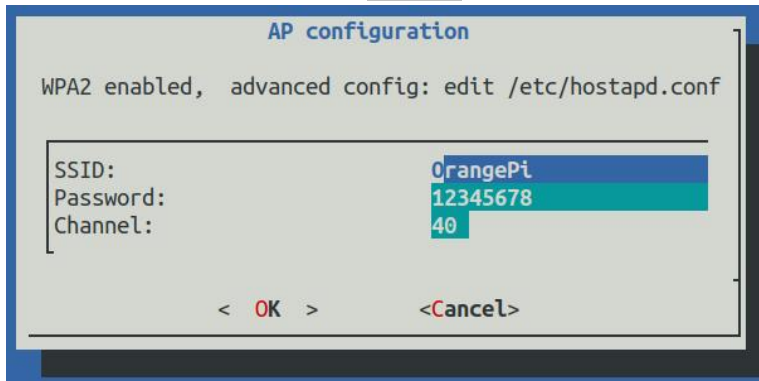 AP configuration
WPA2 enabled, advanced config: edit /etc/hostapd.conf
SSID: OrangePi
Password: 12345678
Channel: 40
< OK > <Cancel>